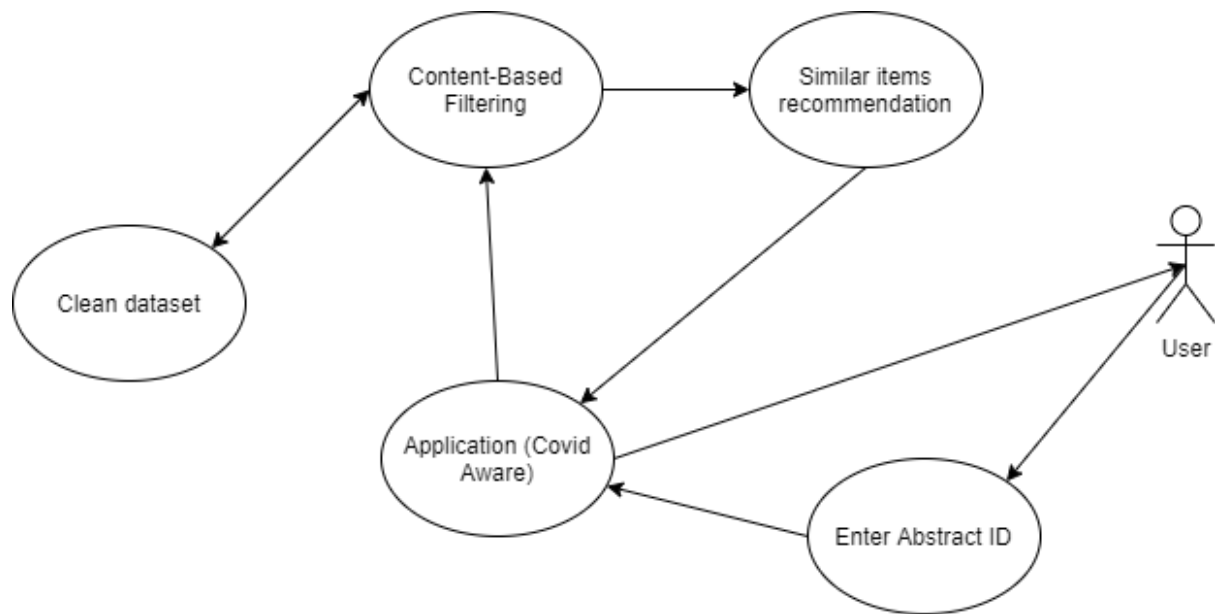 Content-Based
Filtering
Similar items
recommendation
Clean dataset
User
Application (Covid
Aware)
Enter Abstract ID